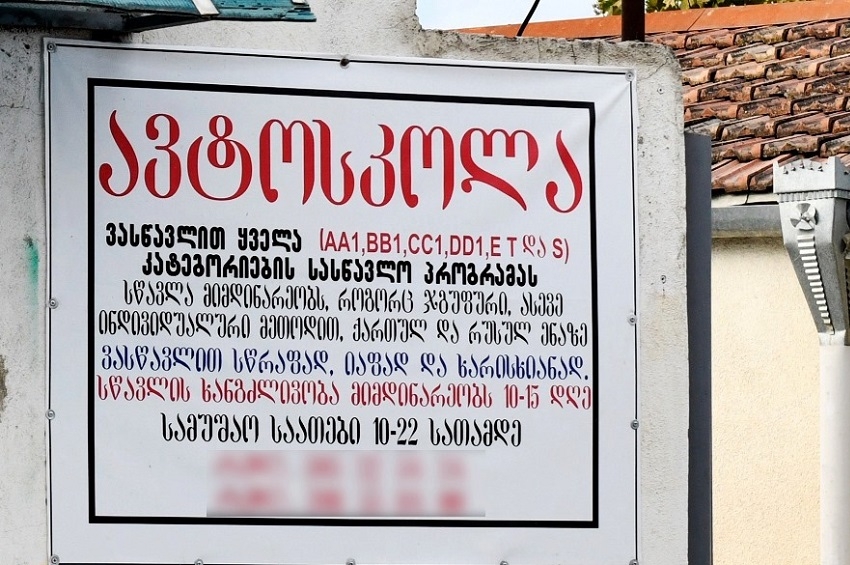 ავტოსკოლა
ვასწავლით ყველა (AA1,BB1,CC1,DD1,E T და S)
კატეგორიების სასწავლო პროგრამას
სწავლა მიმდინარეობს, როგორც ჯგუფური, ასევე
ინდივიდუალური მეთოდით, ქართულ და რუსულ ენაზე
ვასწავლით სწრაფად, იაფად და ხარისხიანად.
სწავლის ხანგძლივობა მიმდინარეობს 10-15 დღე
სამუშაო საათები 10-22 სათამდე